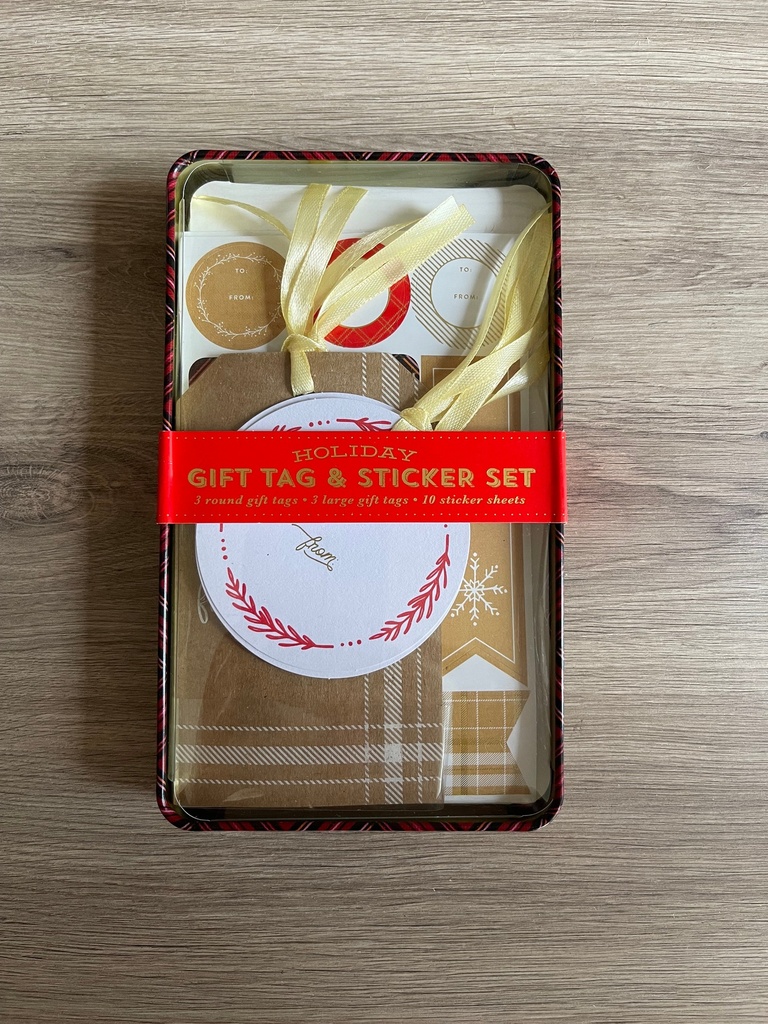 TO:
FROM:
TO:
FROM:
HOLIDAY
GIFT TAG & STICKER SET
3 round gift tags • 3 large gift tags • 10 sticker sheets
from: